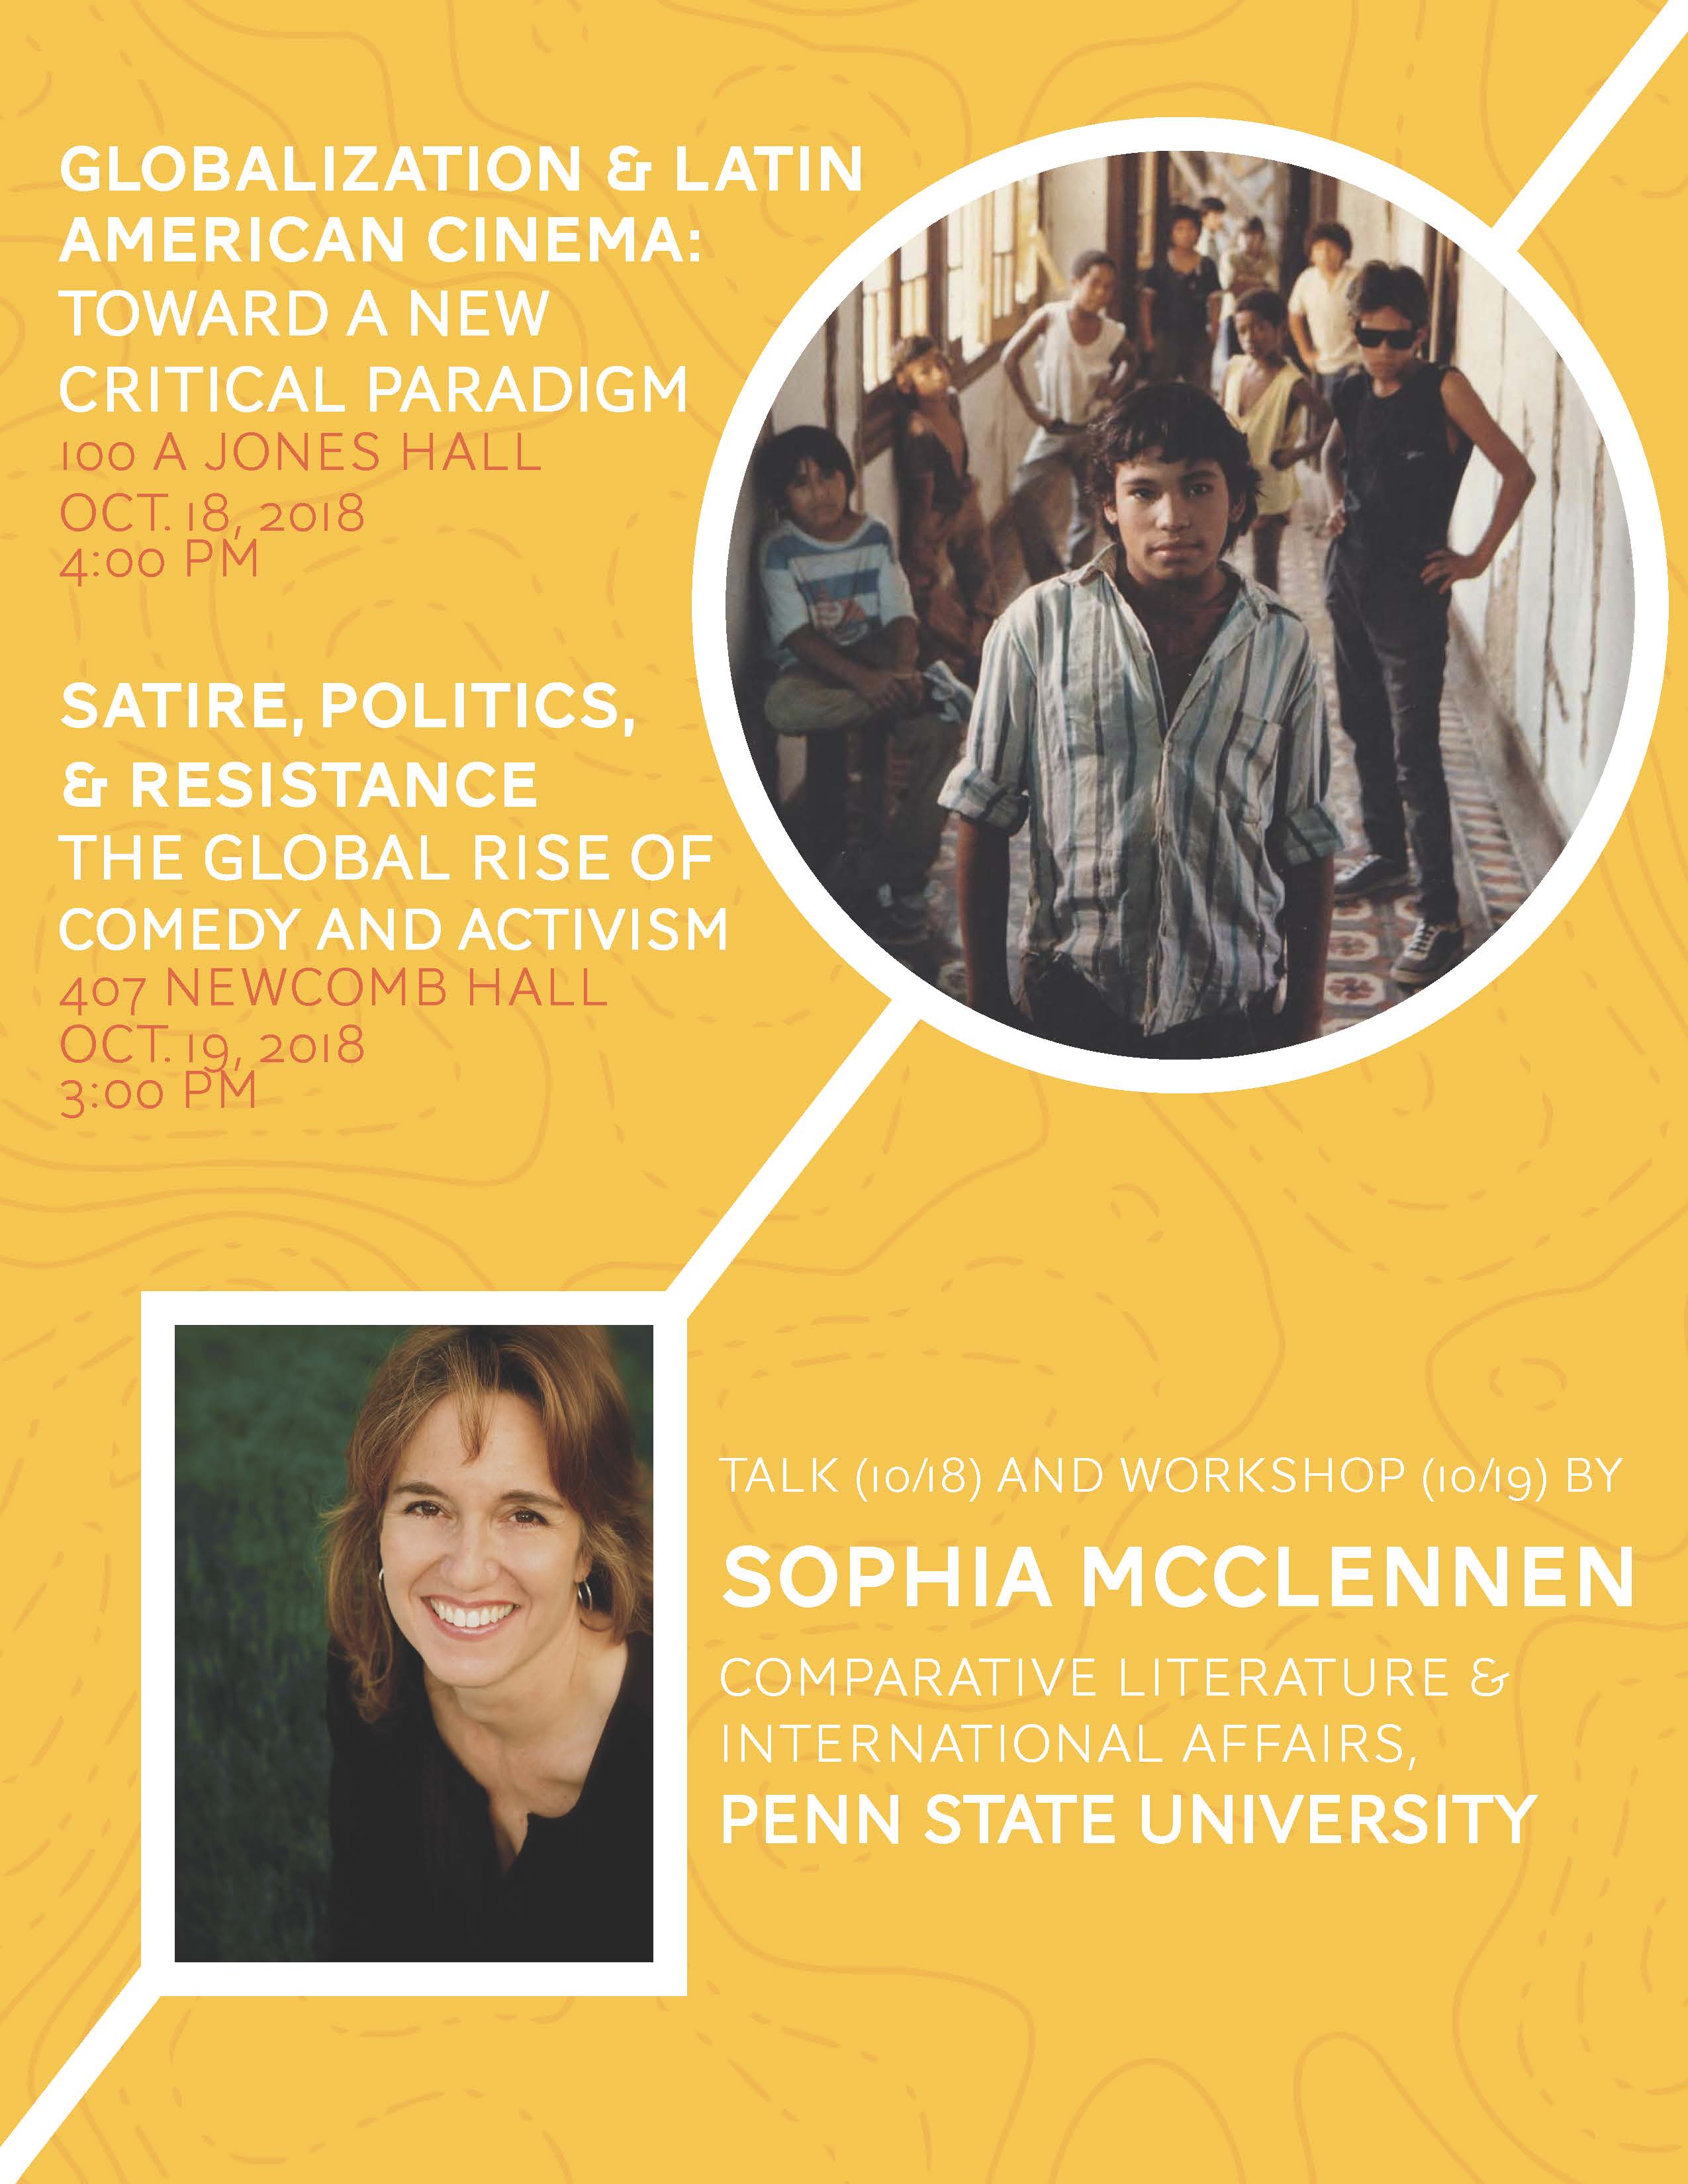 GLOBALIZATION & LATIN
AMERICAN CINEMA:
TOWARD A NEW
CRITICAL PARADIGM
100 A JONES HALL
OCT. 18, 2018
4:00 PM
SATIRE, POLITICS,
& RESISTANCE
THE GLOBAL RISE OF
COMEDY AND ACTIVISM
407 NEWCOMB HALL
OCT. 19, 2018
3:00 PM
TALK (10/18) AND WORKSHOP (10/19) BY
SOPHIA MCCLENNEN
COMPARATIVE LITERATURE &
INTERNATIONAL AFFAIRS,
PENN STATE UNIVERSITY